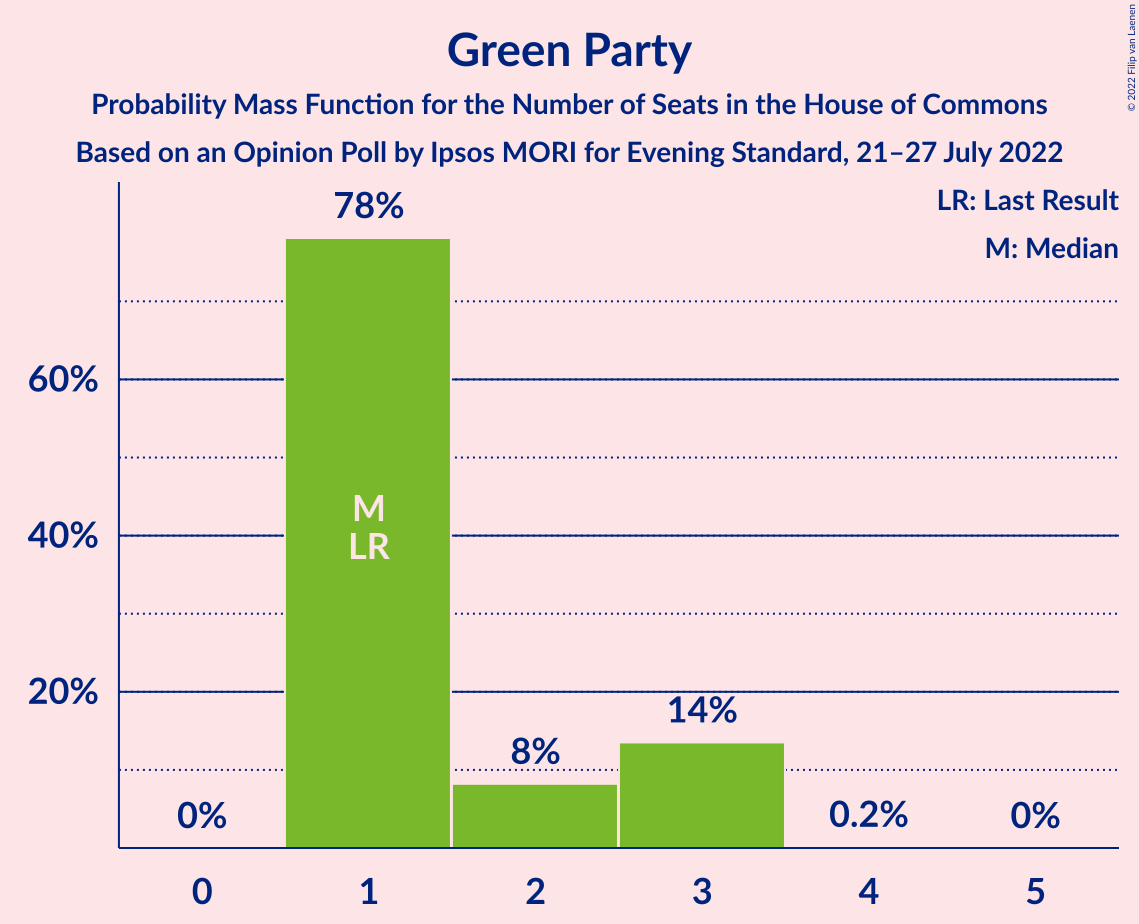 Green Party
Probability Mass Function for the Number of Seats in the House of Commons
Based on an Opinion Poll by Ipsos MORI for Evening Standard, 21–27 July 2022
© 2022 Filip van Laenen
LR: Last Result
M: Median
78%
60%
40%
20%
M
LR
0%
8%
14%
0.2%
0%
0
1
2
3
4
5